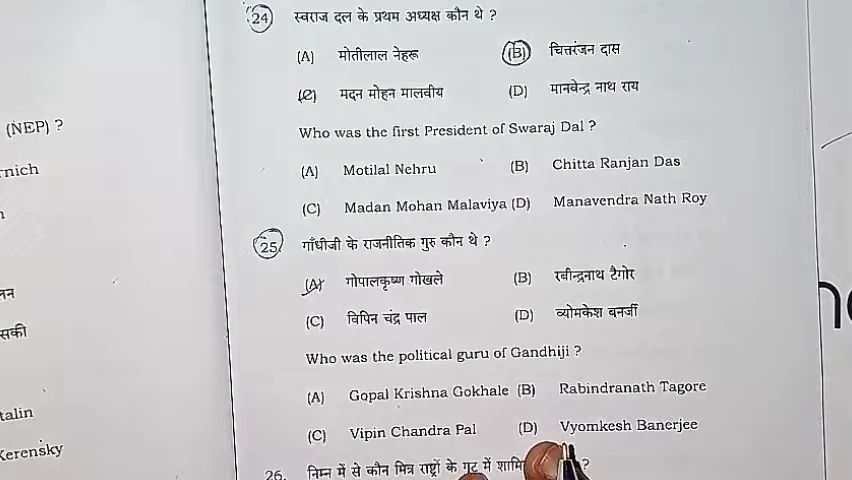 (NEP) ?
rnich
लन
सकी
talin
Kerensky
24 स्वराज दल के प्रथम अध्यक्ष कौन थे ?
(A) मोतीलाल नेहरू (B) चित्तरंजन दास
(C) मदन मोहन मालवीय (D) मानवेन्द्र नाथ राय
Who was the first President of Swaraj Dal ?
(A) Motilal Nehru (B) Chitta Ranjan Das
(C) Madan Mohan Malaviya (D) Manavendra Nath Roy
25. गाँधीजी के राजनीतिक गुरु कौन थे ?
(A) गोपालकृष्ण गोखले (B) रबीन्द्रनाथ टैगोर
(C) विपिन चंद्र पाल (D) व्योमकेश बनर्जी
Who was the political guru of Gandhiji ?
(A) Gopal Krishna Gokhale (B) Rabindranath Tagore
(C) Vipin Chandra Pal (D) Vyomkesh Banerjee
26. निम्न में से कौन मित्र राष्ट्रों के गुट में शामि ?